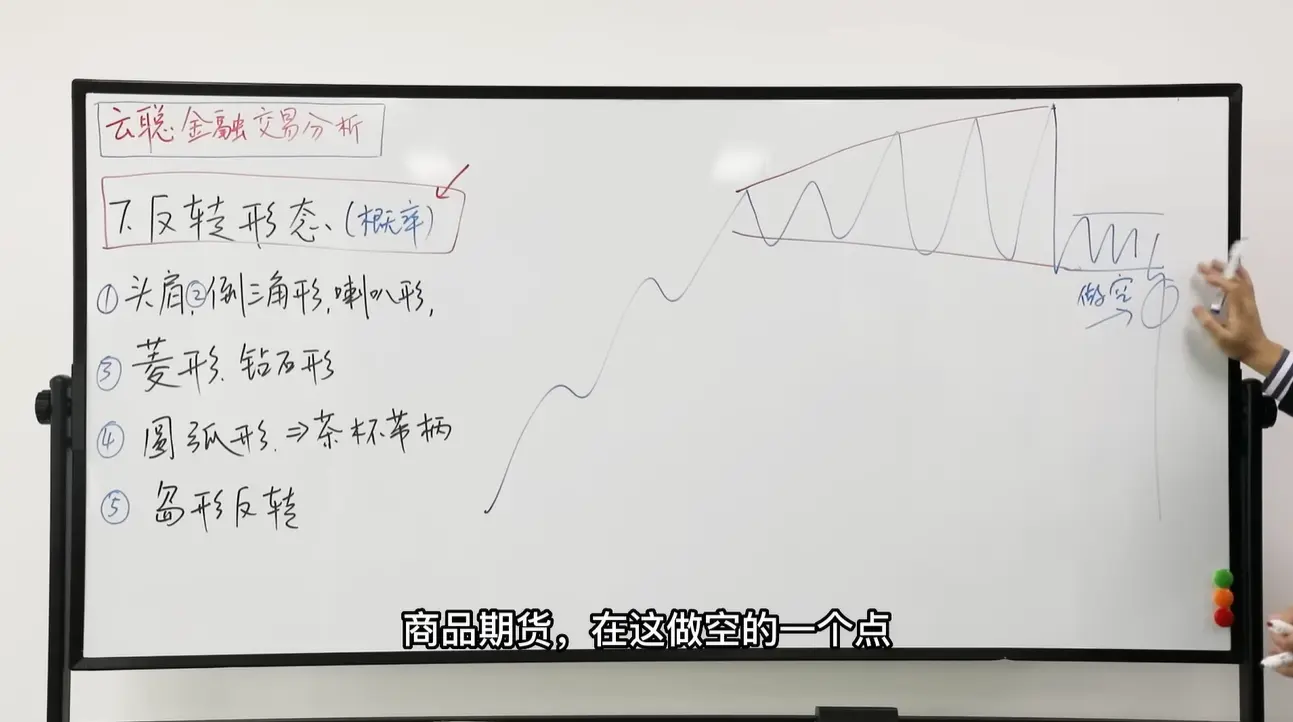 云聪金融交易分析
7.反转形态、(概率)
①头肩,②倒三角形,喇叭形,
③菱形、钻石形
④圆弧形.⇒茶杯带柄
⑤岛形反转
做空
商品期货，在这做空的一个点